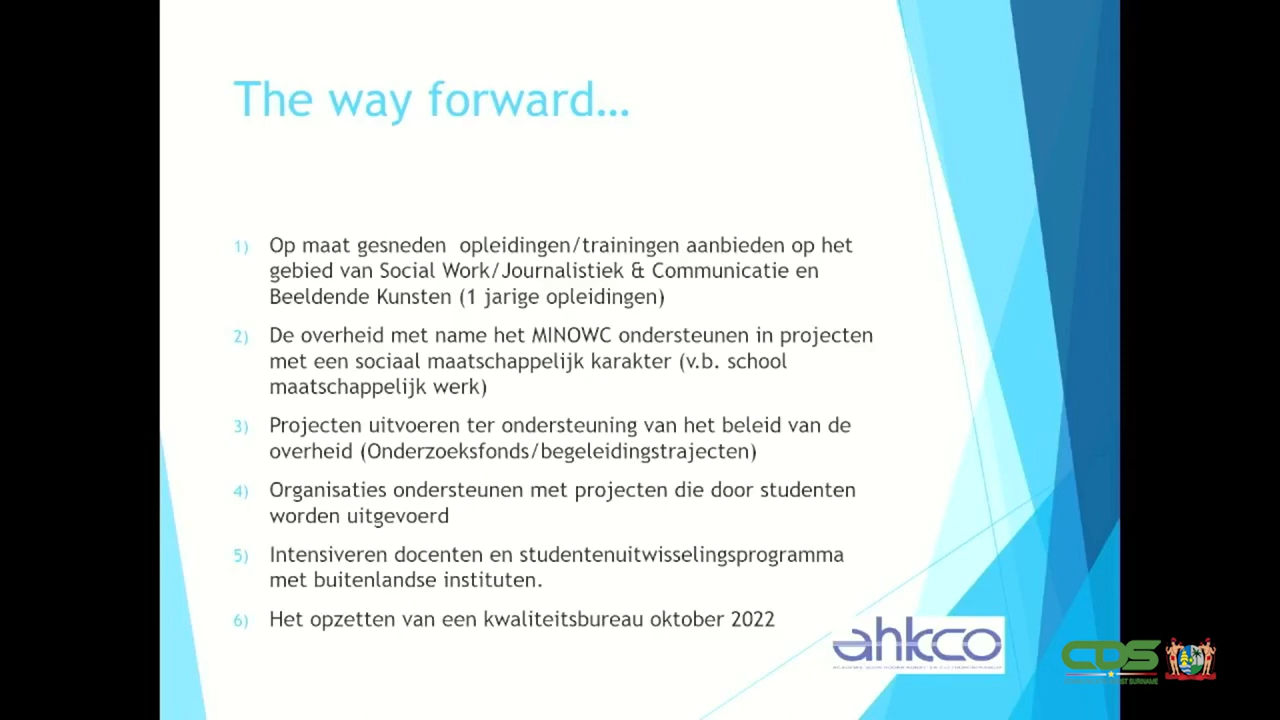 The way forward…
1) Op maat gesneden opleidingen/trainingen aanbieden op het
gebied van Social Work/Journalistiek & Communicatie en
Beeldende Kunsten (1 jarige opleidingen)
2) De overheid met name het MINOWC ondersteunen in projecten
met een sociaal maatschappelijk karakter (v.b. school
maatschappelijk werk)
3) Projecten uitvoeren ter ondersteuning van het beleid van de
overheid (Onderzoeksfonds/begeleidingstrajecten)
4) Organisaties ondersteunen met projecten die door studenten
worden uitgevoerd
5) Intensiveren docenten en studentenuitwisselingsprogramma
met buitenlandse instituten.
6) Het opzetten van een kwaliteitsbureau oktober 2022
ahkco
CDS